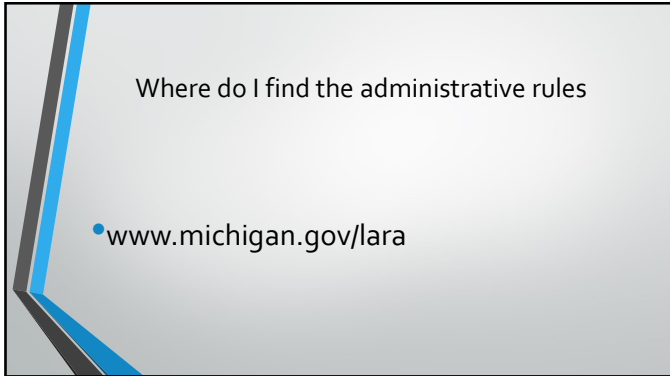 Where do I find the administrative rules
•www.michigan.gov/lara